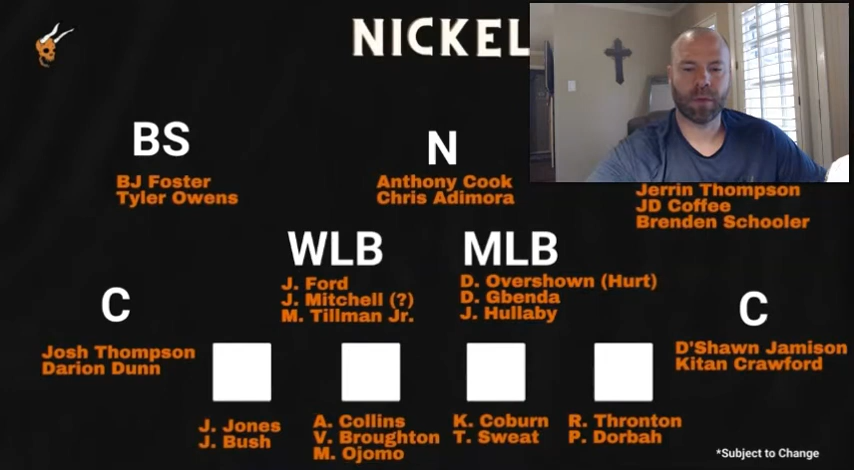 NICKEL
BS
BJ Foster
Tyler Owens
N
Anthony Cook
Chris Adimora
Jerrin Thompson
JD Coffee
Brenden Schooler
WLB
J. Ford
J. Mitchell (?)
M. Tillman Jr.
MLB
D. Overshown (Hurt)
D. Gbenda
J. Hullaby
C
Josh Thompson
Darion Dunn
C
D'Shawn Jamison
Kitan Crawford
J. Jones
J. Bush
A. Collins
V. Broughton
M. Ojomo
K. Coburn
T. Sweat
R. Thronton
P. Dorbah
*Subject to Change